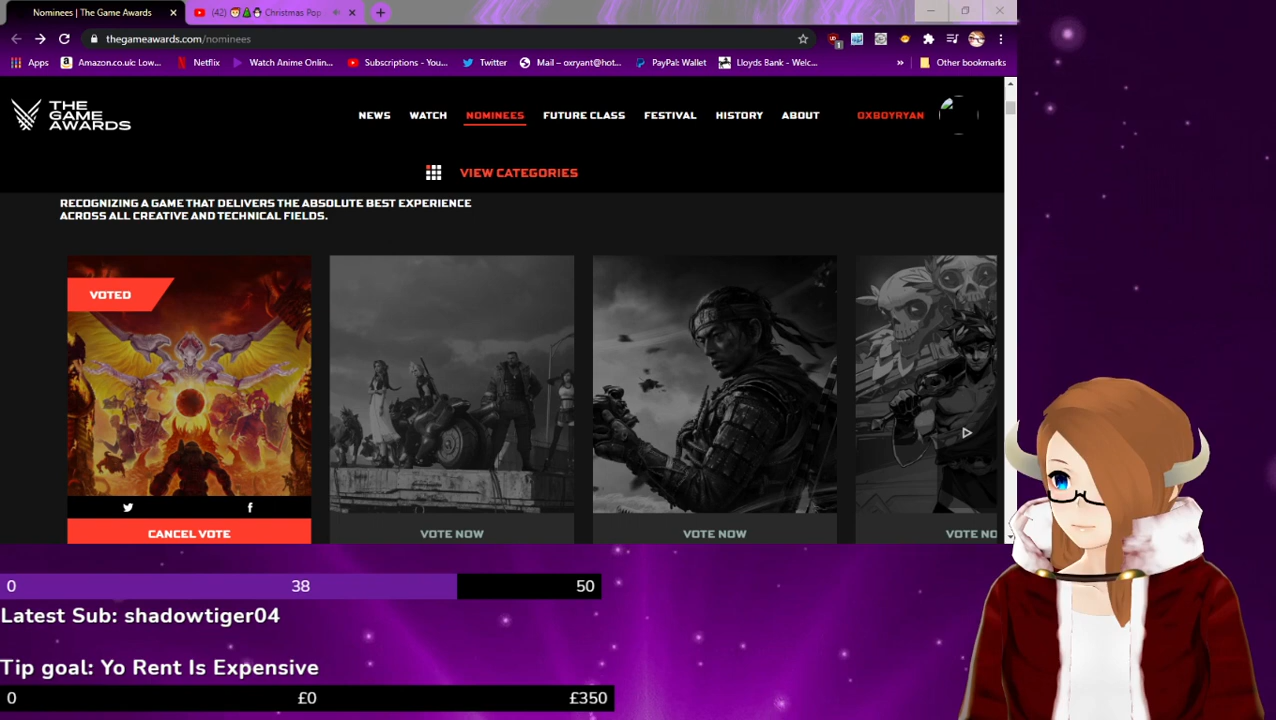 Nominees | The Game Awards
(42) 🎅🎄⛄ Christmas Pop
thegameawards.com/nominees
1
Apps
Amazon.co.uk: Low...
Netflix
Watch Anime Onlin...
Subscriptions - You...
Twitter
Mail – oxryant@hot...
PayPal: Wallet
Lloyds Bank - Welc...
»
Other bookmarks
THE
GAME
AWARDS
NEWS
WATCH
NOMINEES
FUTURE CLASS
FESTIVAL
HISTORY
ABOUT
OXBOYRYAN
VIEW CATEGORIES
RECOGNIZING A GAME THAT DELIVERS THE ABSOLUTE BEST EXPERIENCE
ACROSS ALL CREATIVE AND TECHNICAL FIELDS.
VOTED
CANCEL VOTE
VOTE NOW
VOTE NOW
VOTE NO
0 38 50
Latest Sub: shadowtiger04
Tip goal: Yo Rent Is Expensive
0 £0 £350